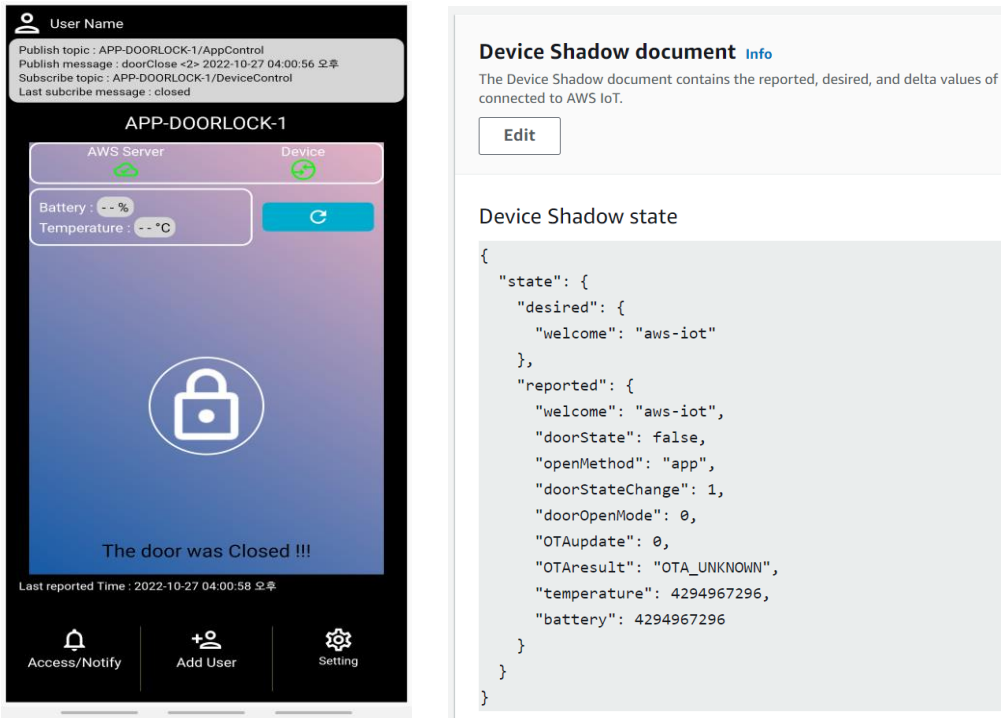 User Name
Publish topic : APP-DOORLOCK-1/AppControl
Publish message : doorClose <2> 2022-10-27 04:00:56 오후
Subscribe topic : APP-DOORLOCK-1/DeviceControl
Last subcribe message : closed
APP-DOORLOCK-1
AWS Server
Device
Battery : - - %
Temperature : - - °C
The door was Closed !!!
Last reported Time : 2022-10-27 04:00:58 오후
Access/Notify
Add User
Setting
Device Shadow document Info
The Device Shadow document contains the reported, desired, and delta values of
connected to AWS IoT.
Edit
Device Shadow state
{
"state": {
"desired": {
"welcome": "aws-iot"
},
"reported": {
"welcome": "aws-iot",
"doorState": false,
"openMethod": "app",
"doorStateChange": 1,
"doorOpenMode": 0,
"OTAupdate": 0,
"OTAresult": "OTA_UNKNOWN",
"temperature": 4294967296,
"battery": 4294967296
}
}
}